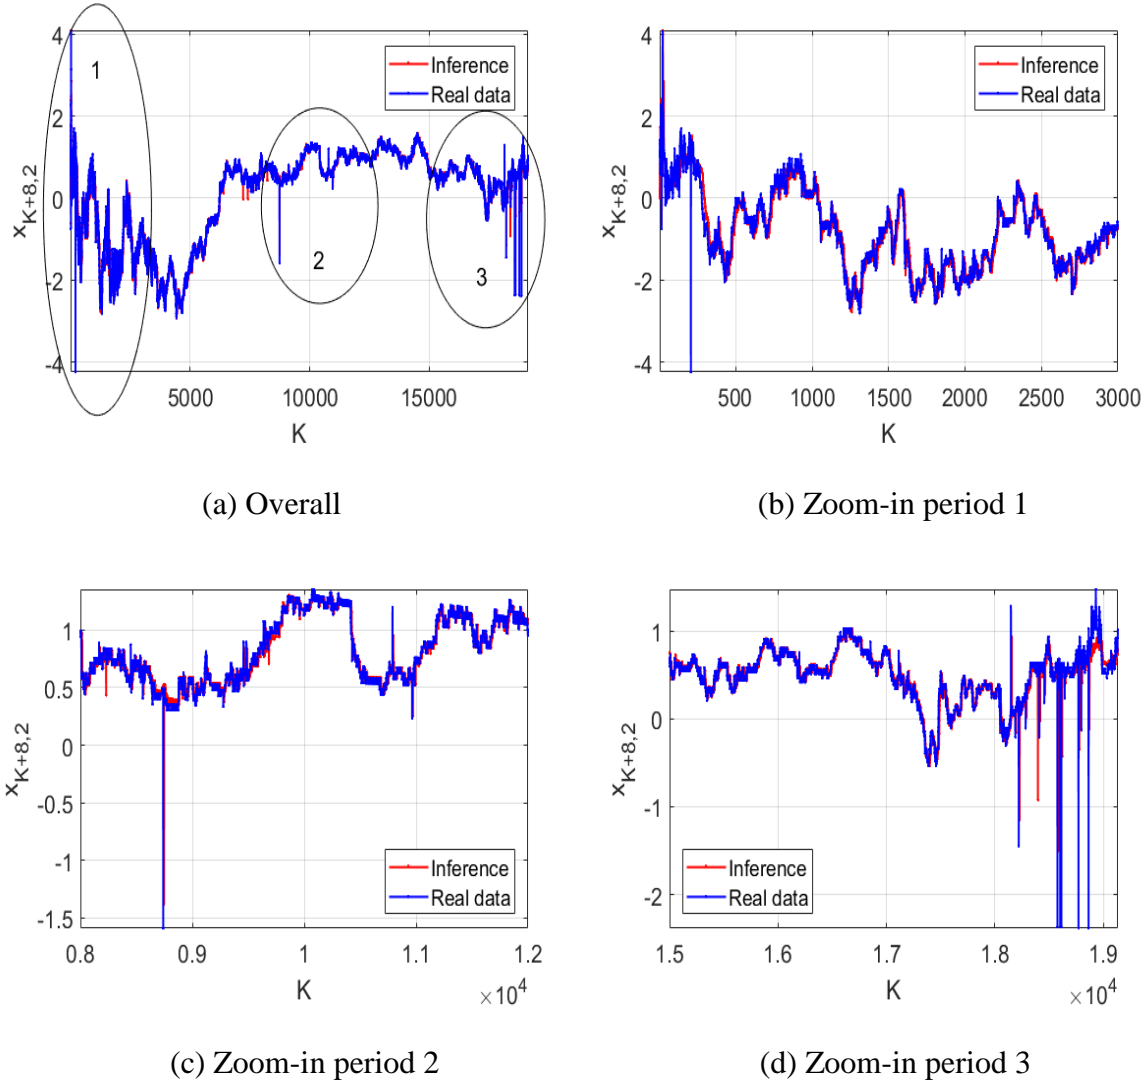 4
2
0
-2
-4
x_{K+8,2}
5000 10000 15000
K
1
2
3
Inference
Real data
(a) Overall
4
2
0
-2
-4
x_{K+8,2}
500 1000 1500 2000 2500 3000
K
Inference
Real data
(b) Zoom-in period 1
1
0.5
0
-0.5
-1
-1.5
x_{K+8,2}
0.8 0.9 1 1.1 1.2
K
×10^4
Inference
Real data
(c) Zoom-in period 2
1
0
-1
-2
x_{K+8,2}
1.5 1.6 1.7 1.8 1.9
K
×10^4
Inference
Real data
(d) Zoom-in period 3